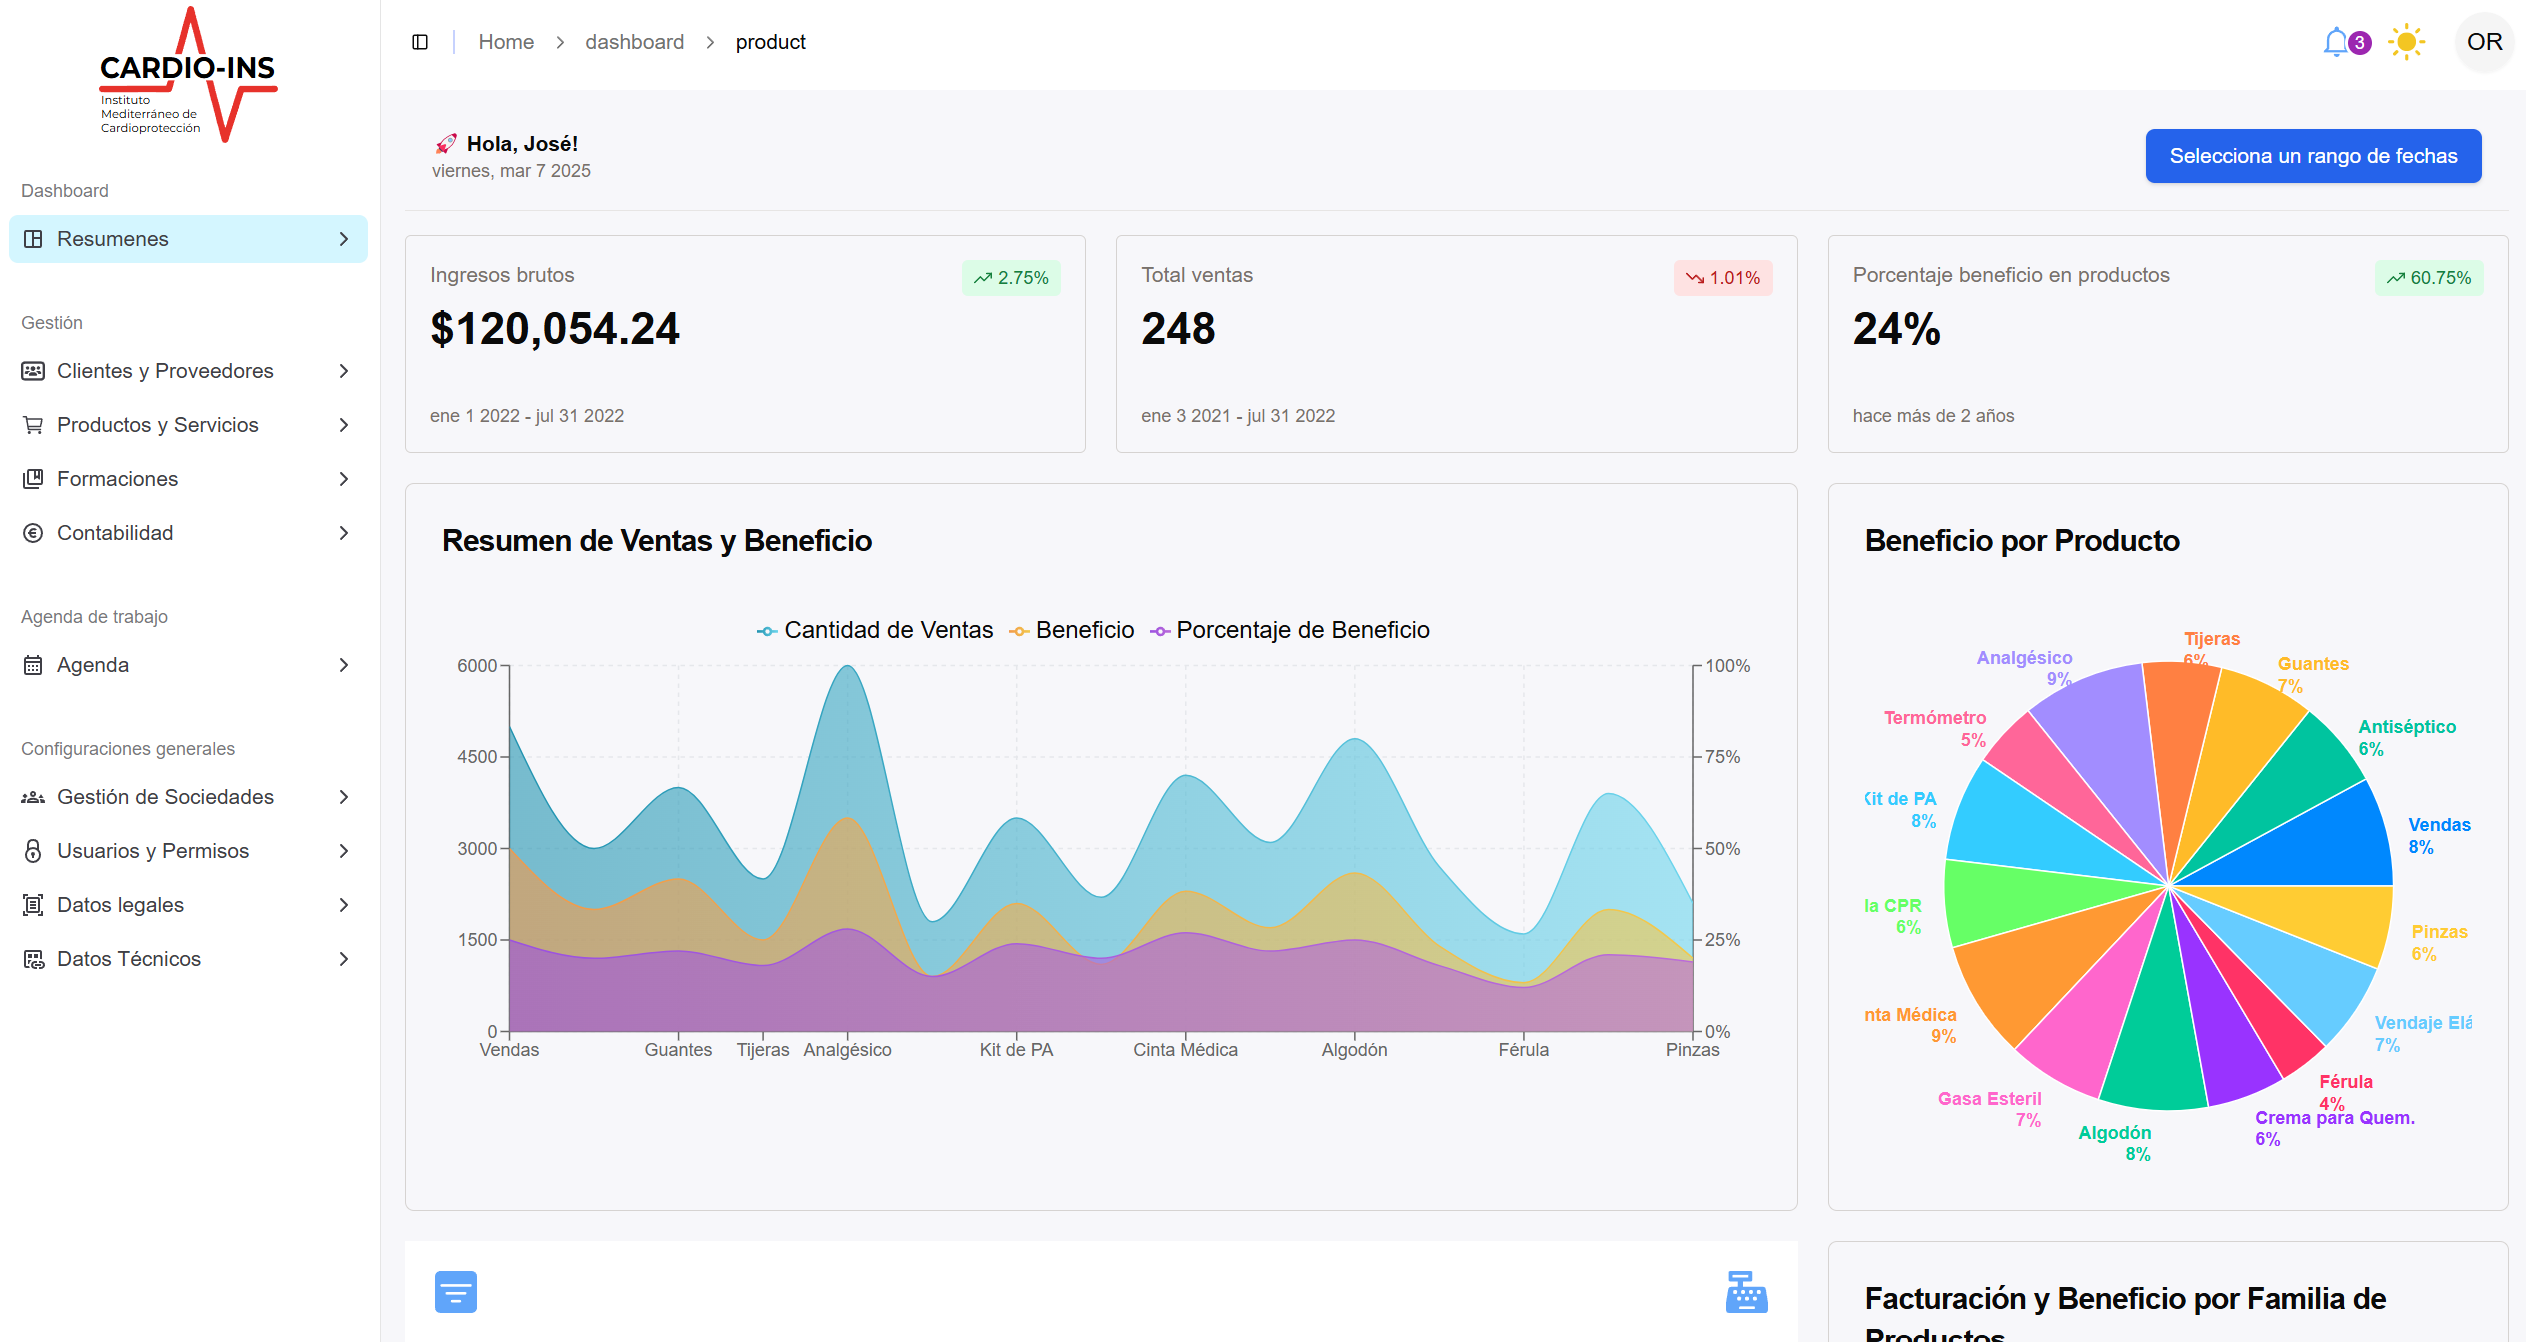 CARDIO-INS
Instituto
Mediterráneo de
Cardioprotección
Dashboard
Resumenes
Gestión
Clientes y Proveedores
Productos y Servicios
Formaciones
Contabilidad
Agenda de trabajo
Agenda
Configuraciones generales
Gestión de Sociedades
Usuarios y Permisos
Datos legales
Datos Técnicos
Home > dashboard > product
3
OR
🚀 Hola, José!
viernes, mar 7 2025
Selecciona un rango de fechas
Ingresos brutos
2.75%
$120,054.24
ene 1 2022 - jul 31 2022
Total ventas
1.01%
248
ene 3 2021 - jul 31 2022
Porcentaje beneficio en productos
60.75%
24%
hace más de 2 años
Resumen de Ventas y Beneficio
Cantidad de Ventas Beneficio Porcentaje de Beneficio
6000
4500
3000
1500
0
100%
75%
50%
25%
0%
Vendas Guantes Tijeras Analgésico Kit de PA Cinta Médica Algodón Férula Pinzas
Beneficio por Producto
Tijeras
6%
Guantes
7%
Antiséptico
6%
Vendas
8%
Pinzas
6%
Vendaje Elá
7%
Férula
4%
Crema para Quem.
6%
Algodón
8%
Gasa Esteril
7%
nta Médica
9%
la CPR
6%
Kit de PA
8%
Termómetro
5%
Analgésico
9%
Facturación y Beneficio por Familia de
Productos